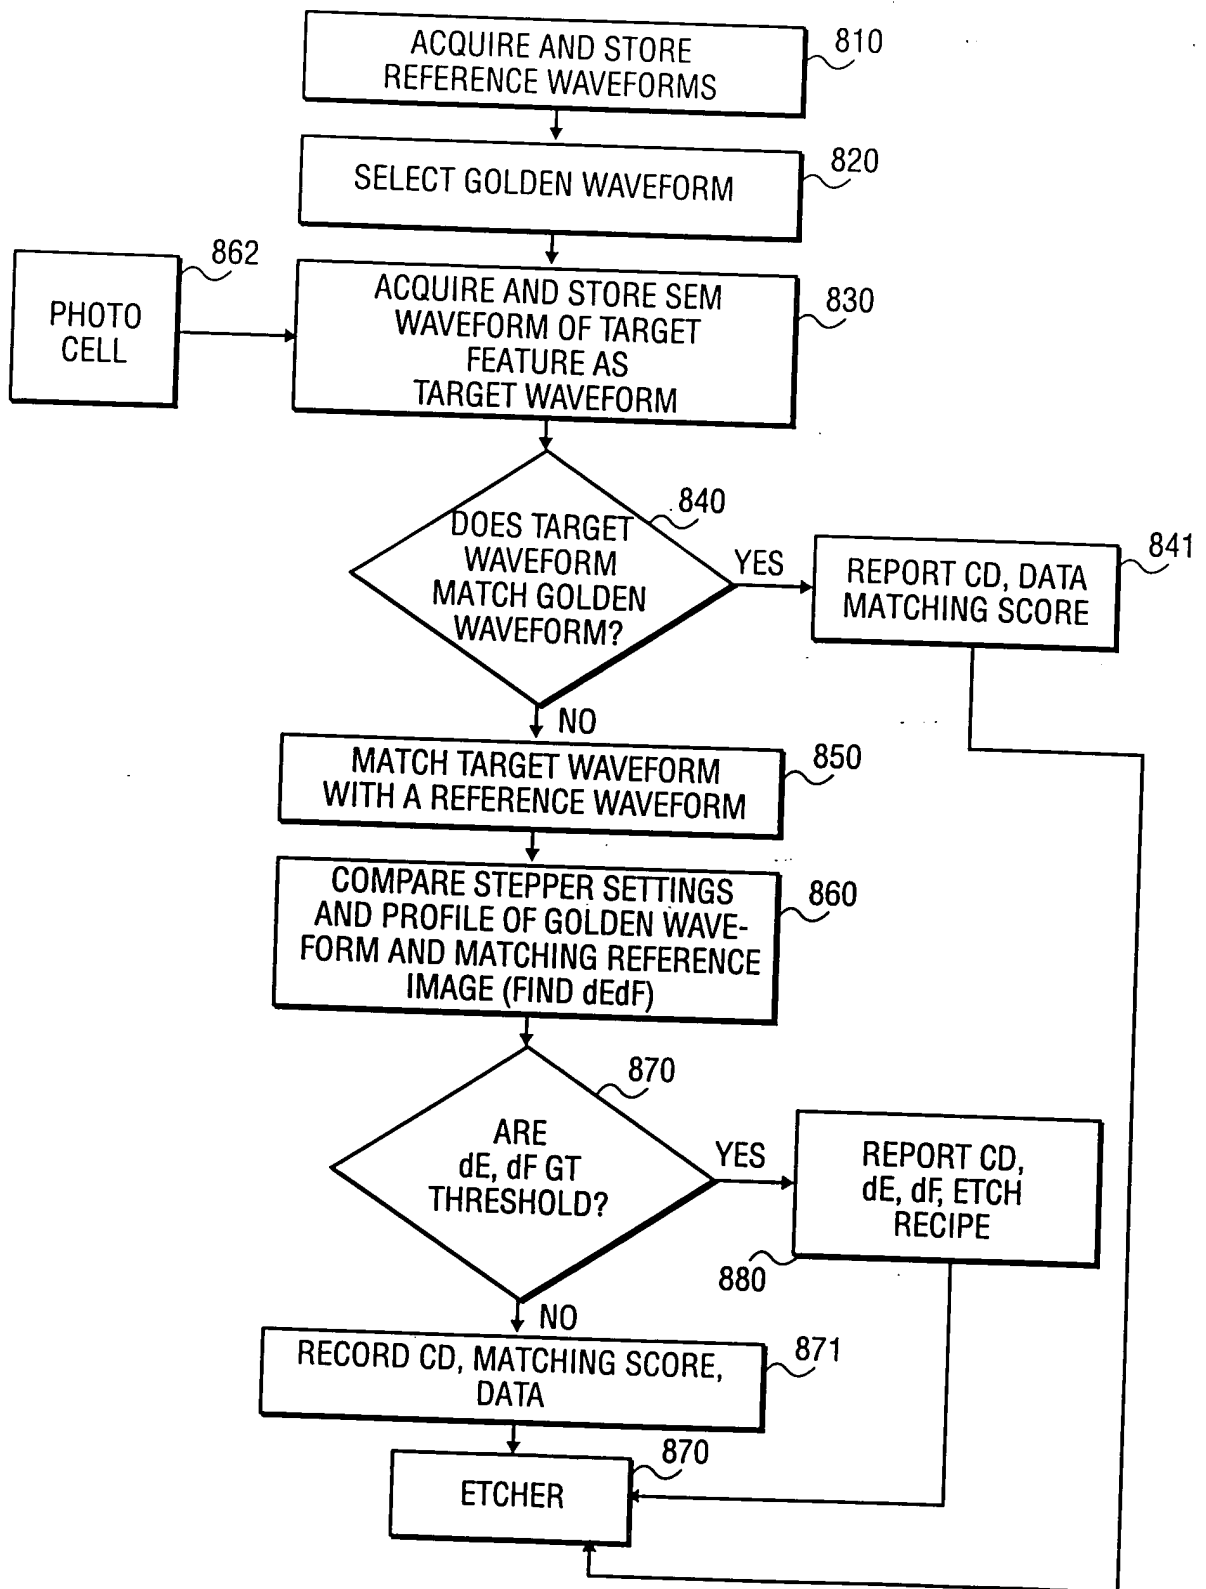 ACQUIRE AND STORE
REFERENCE WAVEFORMS
810
SELECT GOLDEN WAVEFORM
820
862
PHOTO
CELL
ACQUIRE AND STORE SEM
WAVEFORM OF TARGET
FEATURE AS
TARGET WAVEFORM
830
840
DOES TARGET
WAVEFORM
MATCH GOLDEN
WAVEFORM?
YES
841
REPORT CD, DATA
MATCHING SCORE
NO
MATCH TARGET WAVEFORM
WITH A REFERENCE WAVEFORM
850
COMPARE STEPPER SETTINGS
AND PROFILE OF GOLDEN WAVE-
FORM AND MATCHING REFERENCE
IMAGE (FIND dEdF)
860
870
ARE
dE, dF GT
THRESHOLD?
YES
REPORT CD,
dE, dF, ETCH
RECIPE
880
NO
RECORD CD, MATCHING SCORE,
DATA
871
870
ETCHER